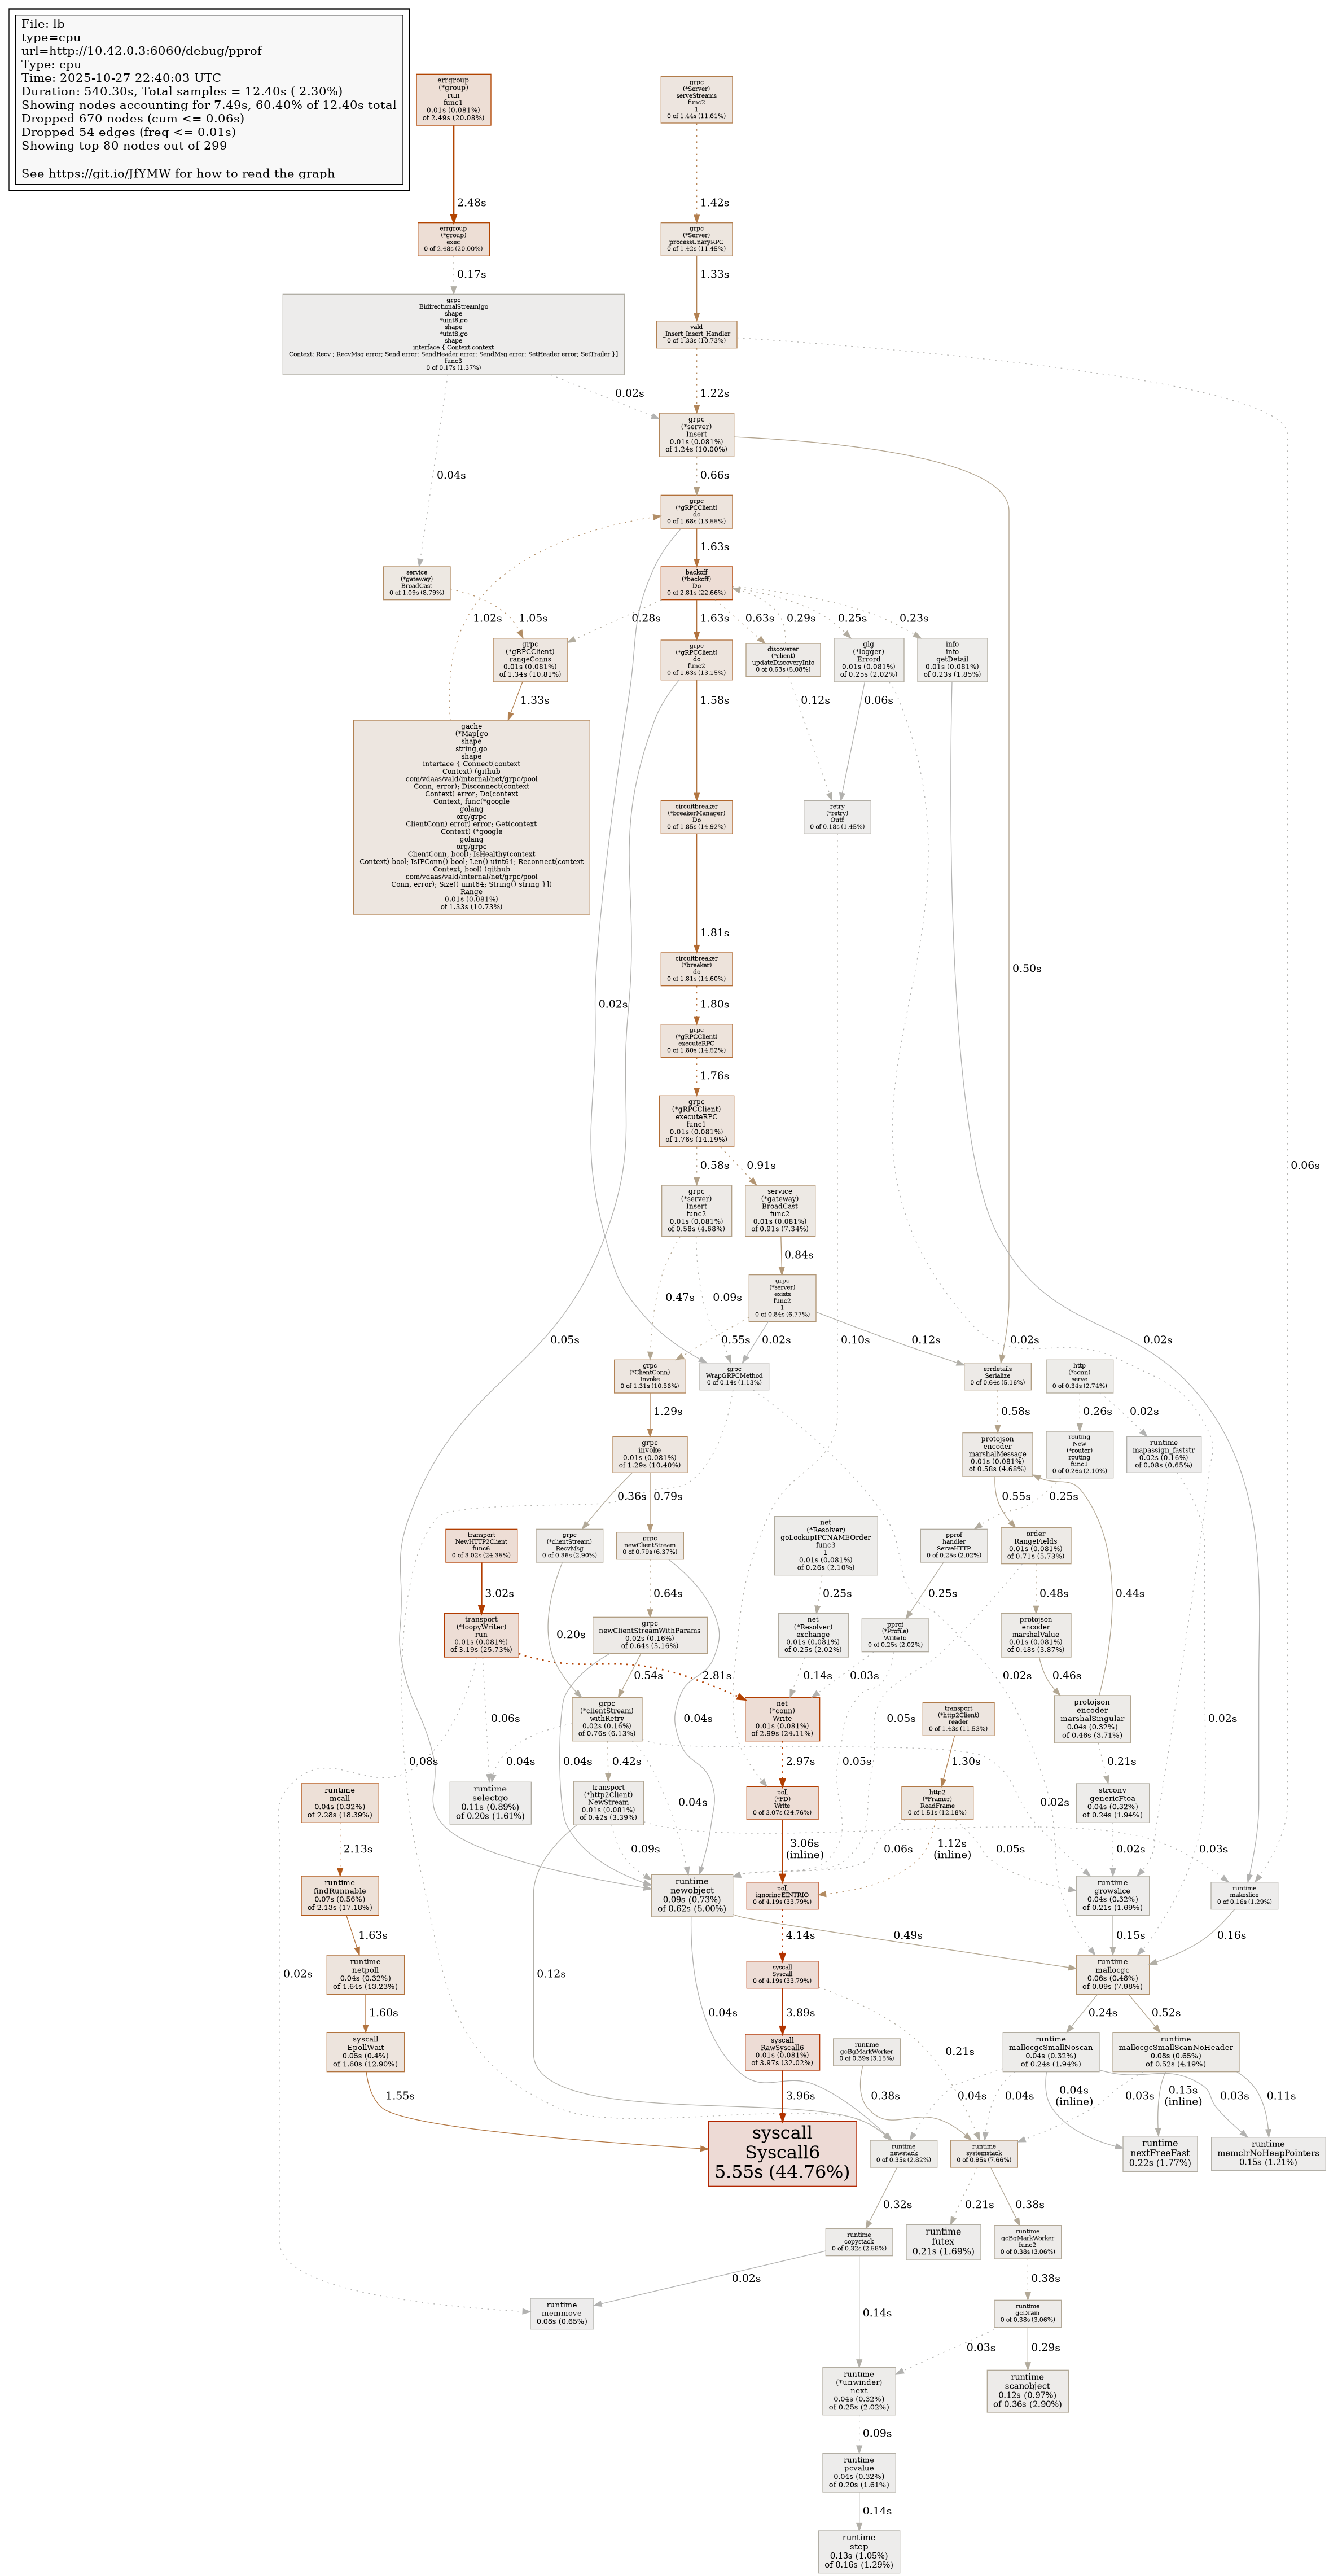 File: lb
type=cpu
url=http://10.42.0.3:6060/debug/pprof
Type: cpu
Time: 2025-10-27 22:40:03 UTC
Duration: 540.30s, Total samples = 12.40s ( 2.30%)
Showing nodes accounting for 7.49s, 60.40% of 12.40s total
Dropped 670 nodes (cum <= 0.06s)
Dropped 54 edges (freq <= 0.01s)
Showing top 80 nodes out of 299
See https://git.io/JfYMW for how to read the graph
errgroup
(*group)
run
func1
0.01s (0.081%)
of 2.49s (20.08%)
grpc
(*Server)
serveStreams
func2
1
0 of 1.44s (11.61%)
2.48s
1.42s
errgroup
(*group)
exec
0 of 2.48s (20.00%)
grpc
(*Server)
processUnaryRPC
0 of 1.42s (11.45%)
0.17s
1.33s
grpc
BidirectionalStream[go
shape
*uint8,go
shape
*uint8,go
shape
interface { Context context
Context; Recv ; RecvMsg error; Send error; SendHeader error; SendMsg error; SetHeader error; SetTrailer }]
func3
0 of 0.17s (1.37%)
vald
_Insert_Insert_Handler
0 of 1.33s (10.73%)
0.02s
1.22s
grpc
(*server)
Insert
0.01s (0.081%)
of 1.24s (10.00%)
0.04s
0.66s
grpc
(*gRPCClient)
do
0 of 1.68s (13.55%)
1.63s
service
(*gateway)
BroadCast
0 of 1.09s (8.79%)
backoff
(*backoff)
Do
0 of 2.81s (22.66%)
1.02s
1.05s
0.28s
1.63s
0.63s
0.29s
0.25s
0.23s
grpc
(*gRPCClient)
rangeConns
0.01s (0.081%)
of 1.34s (10.81%)
grpc
(*gRPCClient)
do
func2
0 of 1.63s (13.15%)
discoverer
(*client)
updateDiscoveryInfo
0 of 0.63s (5.08%)
glg
(*logger)
Errord
0.01s (0.081%)
of 0.25s (2.02%)
info
info
getDetail
0.01s (0.081%)
of 0.23s (1.85%)
1.33s
1.58s
0.12s
0.06s
gache
(*Map[go
shape
string,go
shape
interface { Connect(context
Context) (github
com/vdaas/vald/internal/net/grpc/pool
Conn, error); Disconnect(context
Context) error; Do(context
Context, func(*google
golang
org/grpc
ClientConn) error) error; Get(context
Context) (*google
golang
org/grpc
ClientConn, bool); IsHealthy(context
Context) bool; IsIPConn() bool; Len() uint64; Reconnect(context
Context, bool) (github
com/vdaas/vald/internal/net/grpc/pool
Conn, error); Size() uint64; String() string }])
Range
0.01s (0.081%)
of 1.33s (10.73%)
circuitbreaker
(*breakerManager)
Do
0 of 1.85s (14.92%)
retry
(*retry)
Outf
0 of 0.18s (1.45%)
1.81s
circuitbreaker
(*breaker)
do
0 of 1.81s (14.60%)
0.50s
0.02s
1.80s
grpc
(*gRPCClient)
executeRPC
0 of 1.80s (14.52%)
1.76s
grpc
(*gRPCClient)
executeRPC
func1
0.01s (0.081%)
of 1.76s (14.19%)
0.58s
0.91s
0.06s
grpc
(*server)
Insert
func2
0.01s (0.081%)
of 0.58s (4.68%)
service
(*gateway)
BroadCast
func2
0.01s (0.081%)
of 0.91s (7.34%)
0.84s
grpc
(*server)
exists
func2
1
0 of 0.84s (6.77%)
0.47s
0.09s
0.05s
0.55s
0.02s
0.10s
0.12s
0.02s
0.02s
grpc
(*ClientConn)
Invoke
0 of 1.31s (10.56%)
grpc
WrapGRPCMethod
0 of 0.14s (1.13%)
errdetails
Serialize
0 of 0.64s (5.16%)
http
(*conn)
serve
0 of 0.34s (2.74%)
1.29s
0.58s
0.26s
0.02s
grpc
invoke
0.01s (0.081%)
of 1.29s (10.40%)
protojson
encoder
marshalMessage
0.01s (0.081%)
of 0.58s (4.68%)
routing
New
(*router)
routing
func1
0 of 0.26s (2.10%)
runtime
mapassign_faststr
0.02s (0.16%)
of 0.08s (0.65%)
0.36s
0.79s
0.55s
0.25s
transport
NewHTTP2Client
func6
0 of 3.02s (24.35%)
grpc
(*clientStream)
RecvMsg
0 of 0.36s (2.90%)
grpc
newClientStream
0 of 0.79s (6.37%)
net
(*Resolver)
goLookupIPCNAMEOrder
func3
1
0.01s (0.081%)
of 0.26s (2.10%)
pprof
handler
ServeHTTP
0 of 0.25s (2.02%)
order
RangeFields
0.01s (0.081%)
of 0.71s (5.73%)
3.02s
0.64s
0.25s
0.25s
0.48s
0.44s
transport
(*loopyWriter)
run
0.01s (0.081%)
of 3.19s (25.73%)
0.20s
grpc
newClientStreamWithParams
0.02s (0.16%)
of 0.64s (5.16%)
net
(*Resolver)
exchange
0.01s (0.081%)
of 0.25s (2.02%)
pprof
(*Profile)
WriteTo
0 of 0.25s (2.02%)
protojson
encoder
marshalValue
0.01s (0.081%)
of 0.48s (3.87%)
0.54s
2.81s
0.14s
0.03s
0.02s
0.46s
0.06s
grpc
(*clientStream)
withRetry
0.02s (0.16%)
of 0.76s (6.13%)
0.04s
net
(*conn)
Write
0.01s (0.081%)
of 2.99s (24.11%)
0.05s
transport
(*http2Client)
reader
0 of 1.43s (11.53%)
protojson
encoder
marshalSingular
0.04s (0.32%)
of 0.46s (3.71%)
0.02s
0.08s
0.04s
0.04s
0.42s
2.97s
0.05s
1.30s
0.21s
runtime
mcall
0.04s (0.32%)
of 2.28s (18.39%)
runtime
selectgo
0.11s (0.89%)
of 0.20s (1.61%)
transport
(*http2Client)
NewStream
0.01s (0.081%)
of 0.42s (3.39%)
0.04s
poll
(*FD)
Write
0 of 3.07s (24.76%)
http2
(*Framer)
ReadFrame
0 of 1.51s (12.18%)
0.02s
strconv
genericFtoa
0.04s (0.32%)
of 0.24s (1.94%)
2.13s
0.09s
3.06s
(inline)
0.06s
1.12s
(inline)
0.05s
0.02s
0.03s
runtime
findRunnable
0.07s (0.56%)
of 2.13s (17.18%)
runtime
newobject
0.09s (0.73%)
of 0.62s (5.00%)
poll
ignoringEINTRIO
0 of 4.19s (33.79%)
runtime
growslice
0.04s (0.32%)
of 0.21s (1.69%)
runtime
makeslice
0 of 0.16s (1.29%)
1.63s
4.14s
0.49s
0.15s
0.16s
0.02s
runtime
netpoll
0.04s (0.32%)
of 1.64s (13.23%)
0.12s
syscall
Syscall
0 of 4.19s (33.79%)
runtime
mallocgc
0.06s (0.48%)
of 0.99s (7.98%)
1.60s
0.04s
3.89s
0.24s
0.52s
syscall
EpollWait
0.05s (0.4%)
of 1.60s (12.90%)
syscall
RawSyscall6
0.01s (0.081%)
of 3.97s (32.02%)
runtime
gcBgMarkWorker
0 of 0.39s (3.15%)
0.21s
runtime
mallocgcSmallNoscan
0.04s (0.32%)
of 0.24s (1.94%)
runtime
mallocgcSmallScanNoHeader
0.08s (0.65%)
of 0.52s (4.19%)
1.55s
3.96s
0.38s
0.04s
0.04s
0.04s
(inline)
0.03s
0.15s
(inline)
0.03s
0.11s
syscall
Syscall6
5.55s (44.76%)
runtime
newstack
0 of 0.35s (2.82%)
runtime
systemstack
0 of 0.95s (7.66%)
runtime
nextFreeFast
0.22s (1.77%)
runtime
memclrNoHeapPointers
0.15s (1.21%)
0.32s
0.21s
0.38s
runtime
copystack
0 of 0.32s (2.58%)
runtime
futex
0.21s (1.69%)
runtime
gcBgMarkWorker
func2
0 of 0.38s (3.06%)
0.02s
0.38s
runtime
memmove
0.08s (0.65%)
0.14s
runtime
gcDrain
0 of 0.38s (3.06%)
0.03s
0.29s
runtime
(*unwinder)
next
0.04s (0.32%)
of 0.25s (2.02%)
runtime
scanobject
0.12s (0.97%)
of 0.36s (2.90%)
0.09s
runtime
pcvalue
0.04s (0.32%)
of 0.20s (1.61%)
0.14s
runtime
step
0.13s (1.05%)
of 0.16s (1.29%)